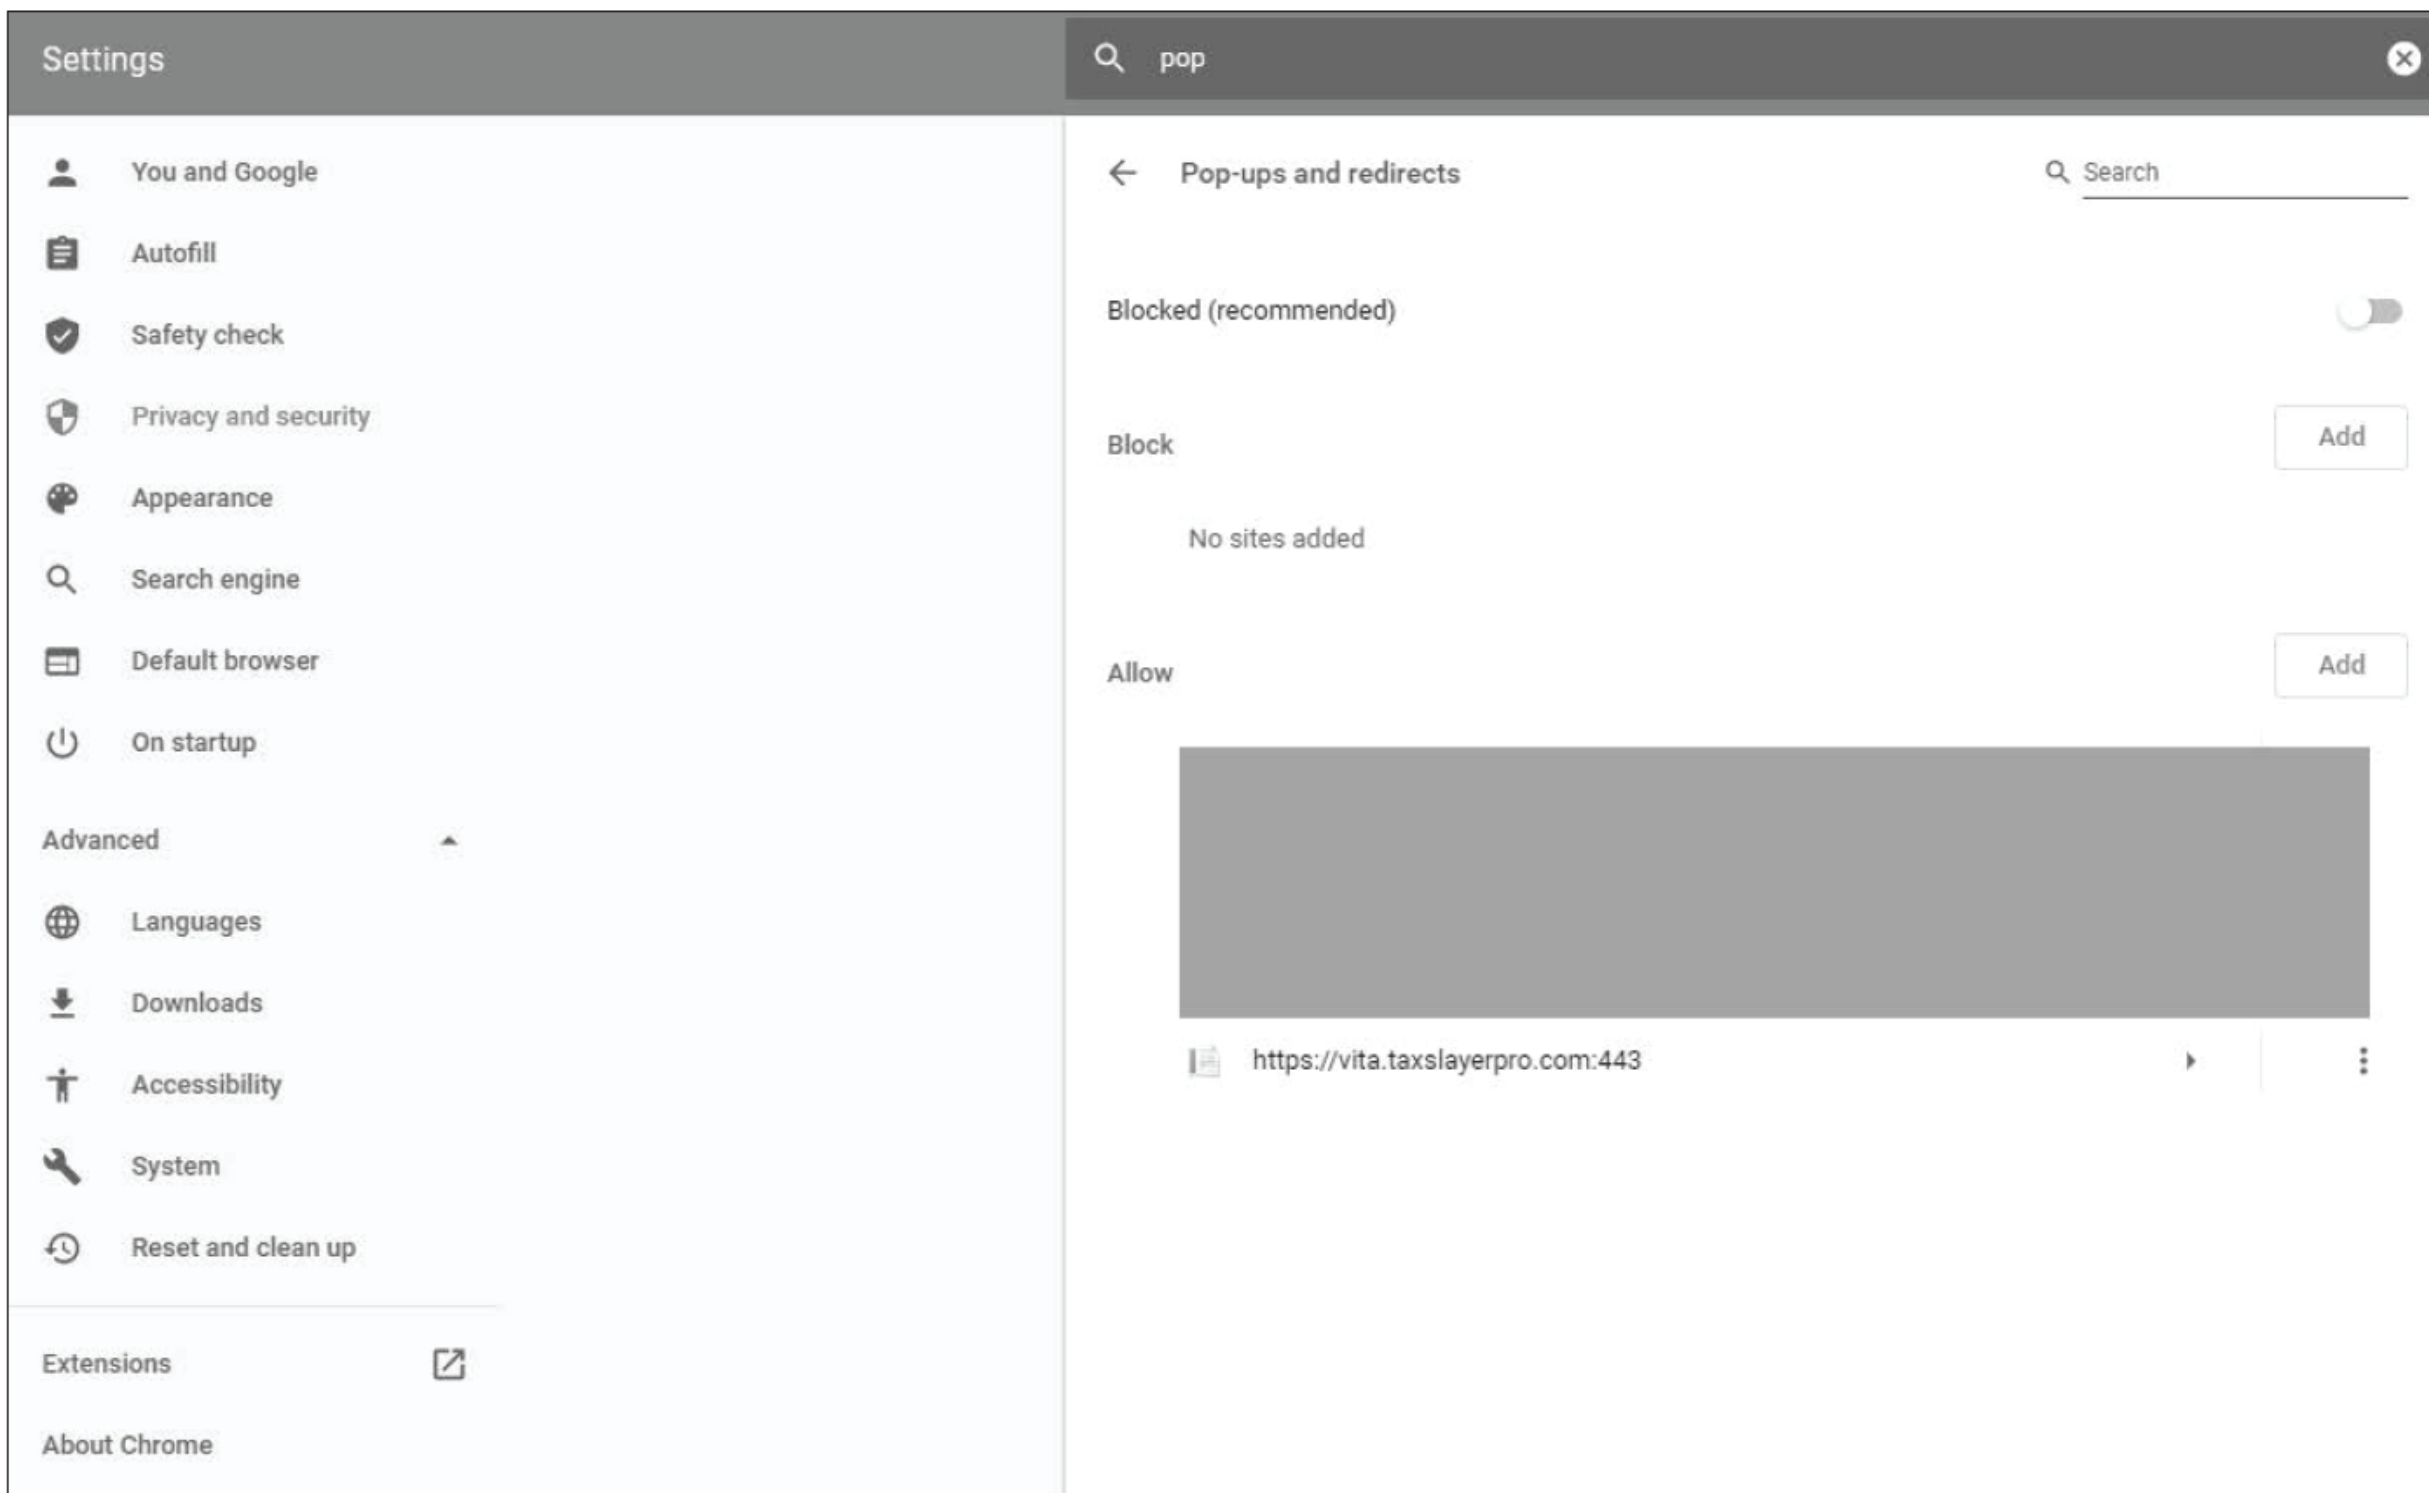 Settings
pop
You and Google
Autofill
Safety check
Privacy and security
Appearance
Search engine
Default browser
On startup
Advanced
Languages
Downloads
Accessibility
System
Reset and clean up
Extensions
About Chrome
Pop-ups and redirects
Search
Blocked (recommended)
Block
Add
No sites added
Allow
Add
https://vita.taxslayerpro.com:443